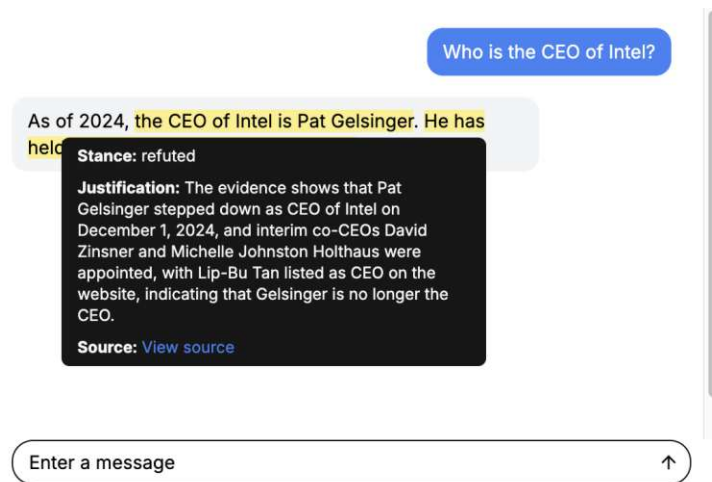 Who is the CEO of Intel?
As of 2024, the CEO of Intel is Pat Gelsinger. He has
Stance: refuted
Justification: The evidence shows that Pat
Gelsinger stepped down as CEO of Intel on
December 1, 2024, and interim co-CEOs David
Zinsner and Michelle Johnston Holthaus were
appointed, with Lip-Bu Tan listed as CEO on the
website, indicating that Gelsinger is no longer the
CEO.
Source: View source
Enter a message